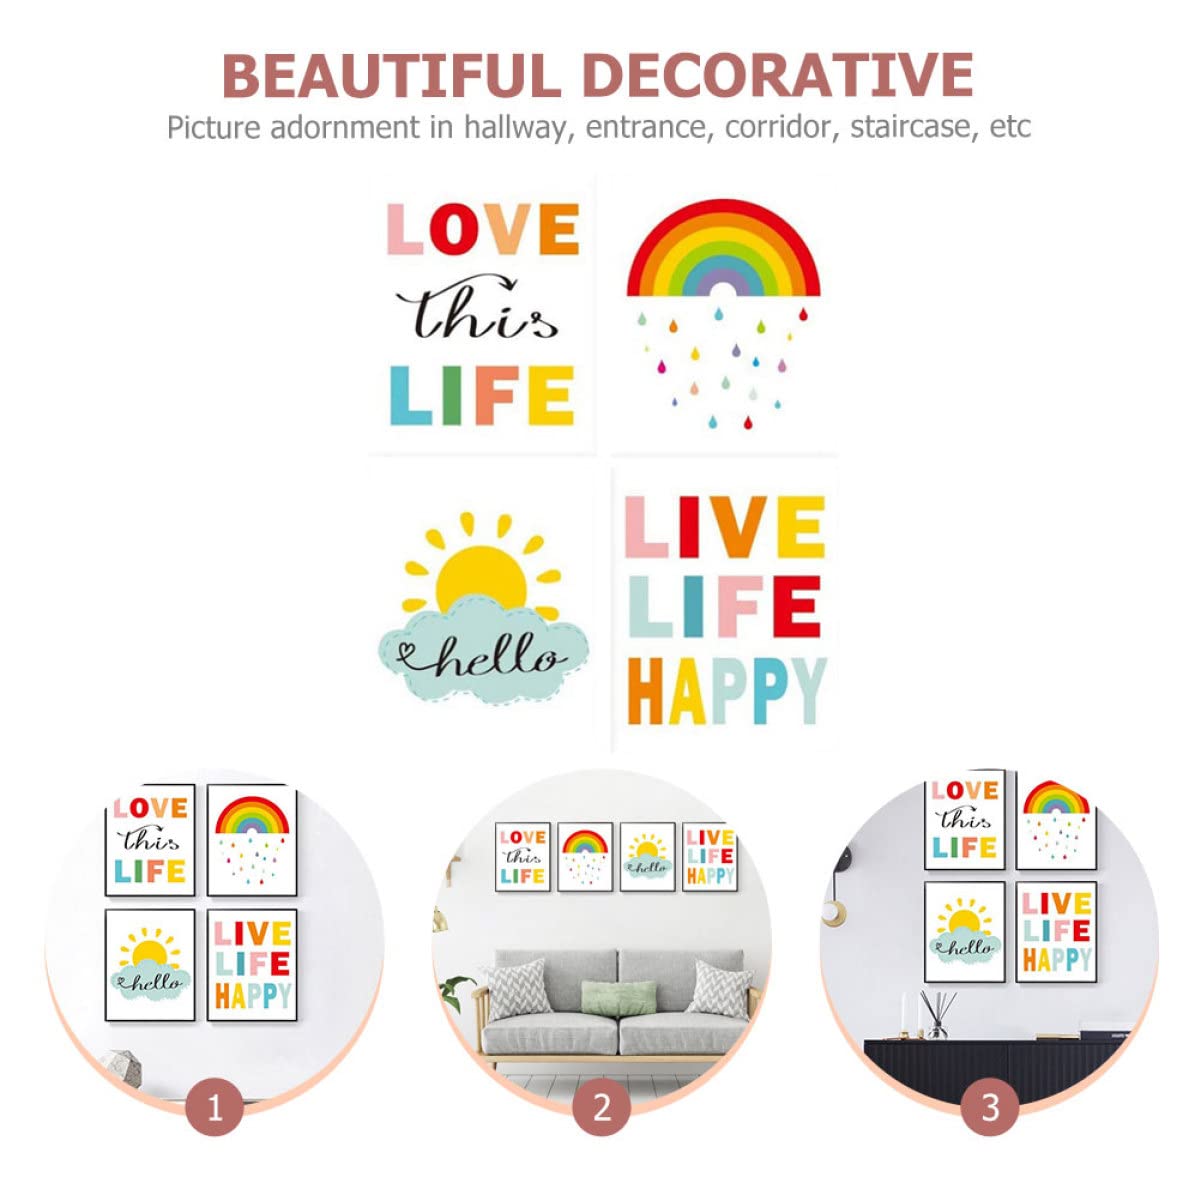 BEAUTIFUL DECORATIVE
Picture adornment in hallway, entrance, corridor, staircase, etc
LOVE
this
LIFE
hello
LIVE
LIFE
HAPPY
LOVE
this
LIFE
hello
LIVE
LIFE
HAPPY
1
LOVE
this
LIFE
hello
LIVE
LIFE
HAPPY
2
LOVE
this
LIFE
hello
LIVE
LIFE
HAPPY
3